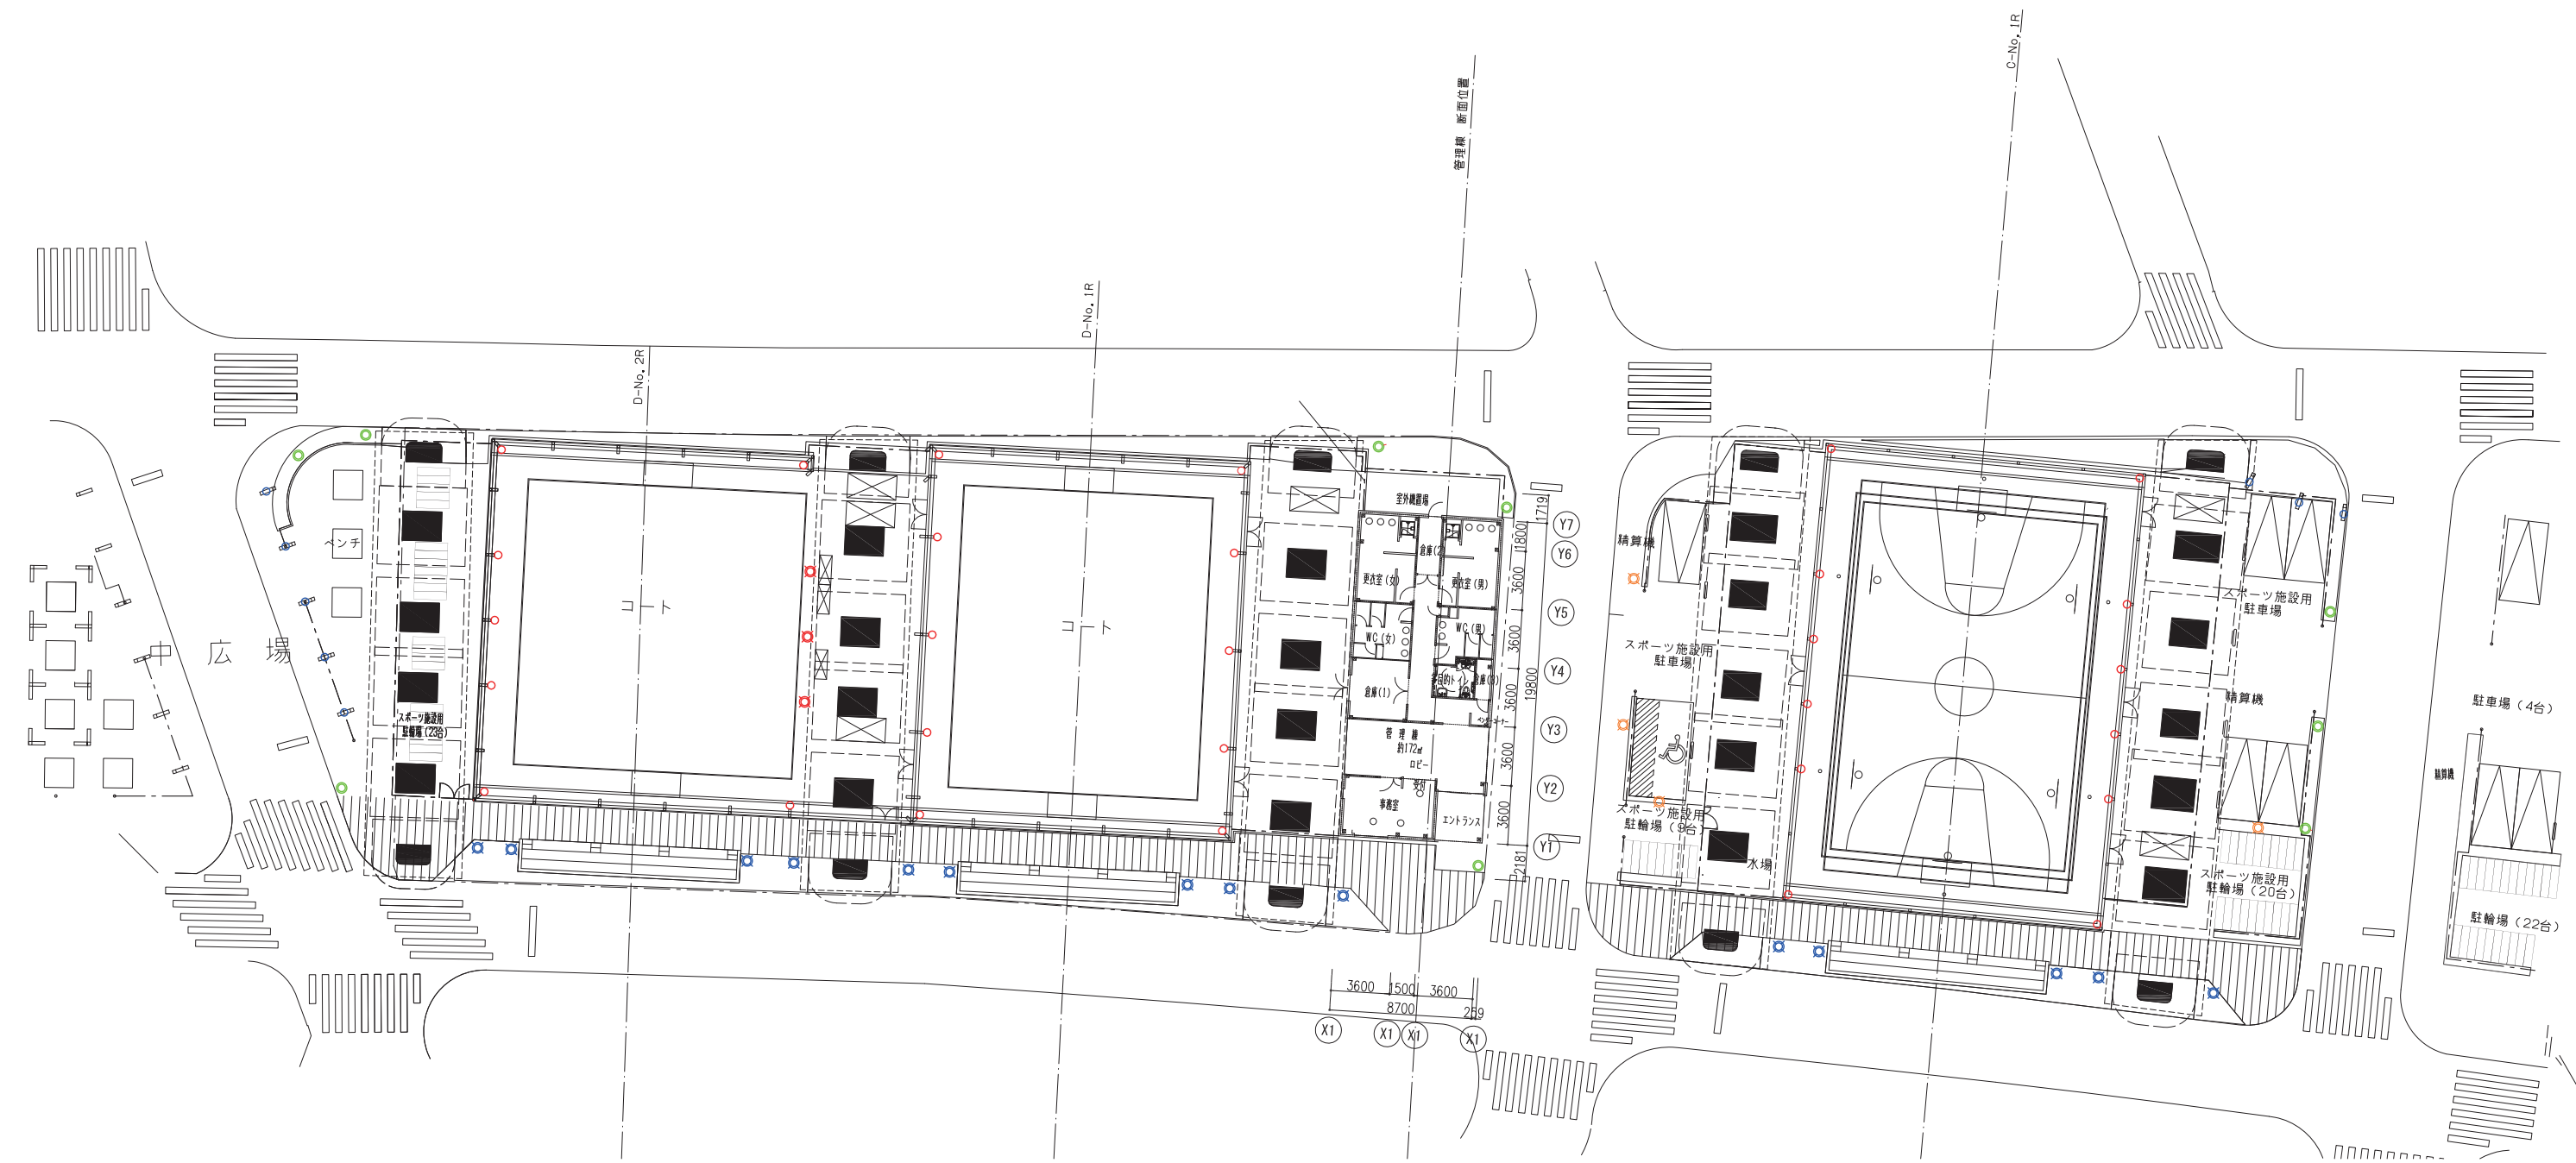 C-No.1R
管理棟 断面位置
D-No.1R
D-No.2R
室外機置場
1719
Y7
1800
Y6
倉庫(2)
更衣室(女)
更衣室(男)
3600
Y5
WC(女)
WC(男)
3600
Y4
倉庫(1)
19800
3600
Y3
管理棟
約172㎡
ロビー
3600
受付
Y2
事務室
エントランス
3600
Y1
2181
3600
1500
3600
8700
259
X1
X1
X1
X1
ベンチ
広場
スポーツ施設用
駐輪場(23台)
コート
コート
精算機
スポーツ施設用
駐車場
スポーツ施設用
駐輪場(9台)
水場
スポーツ施設用
駐車場
精算機
スポーツ施設用
駐輪場(20台)
駐車場(4台)
精算機
駐輪場(22台)